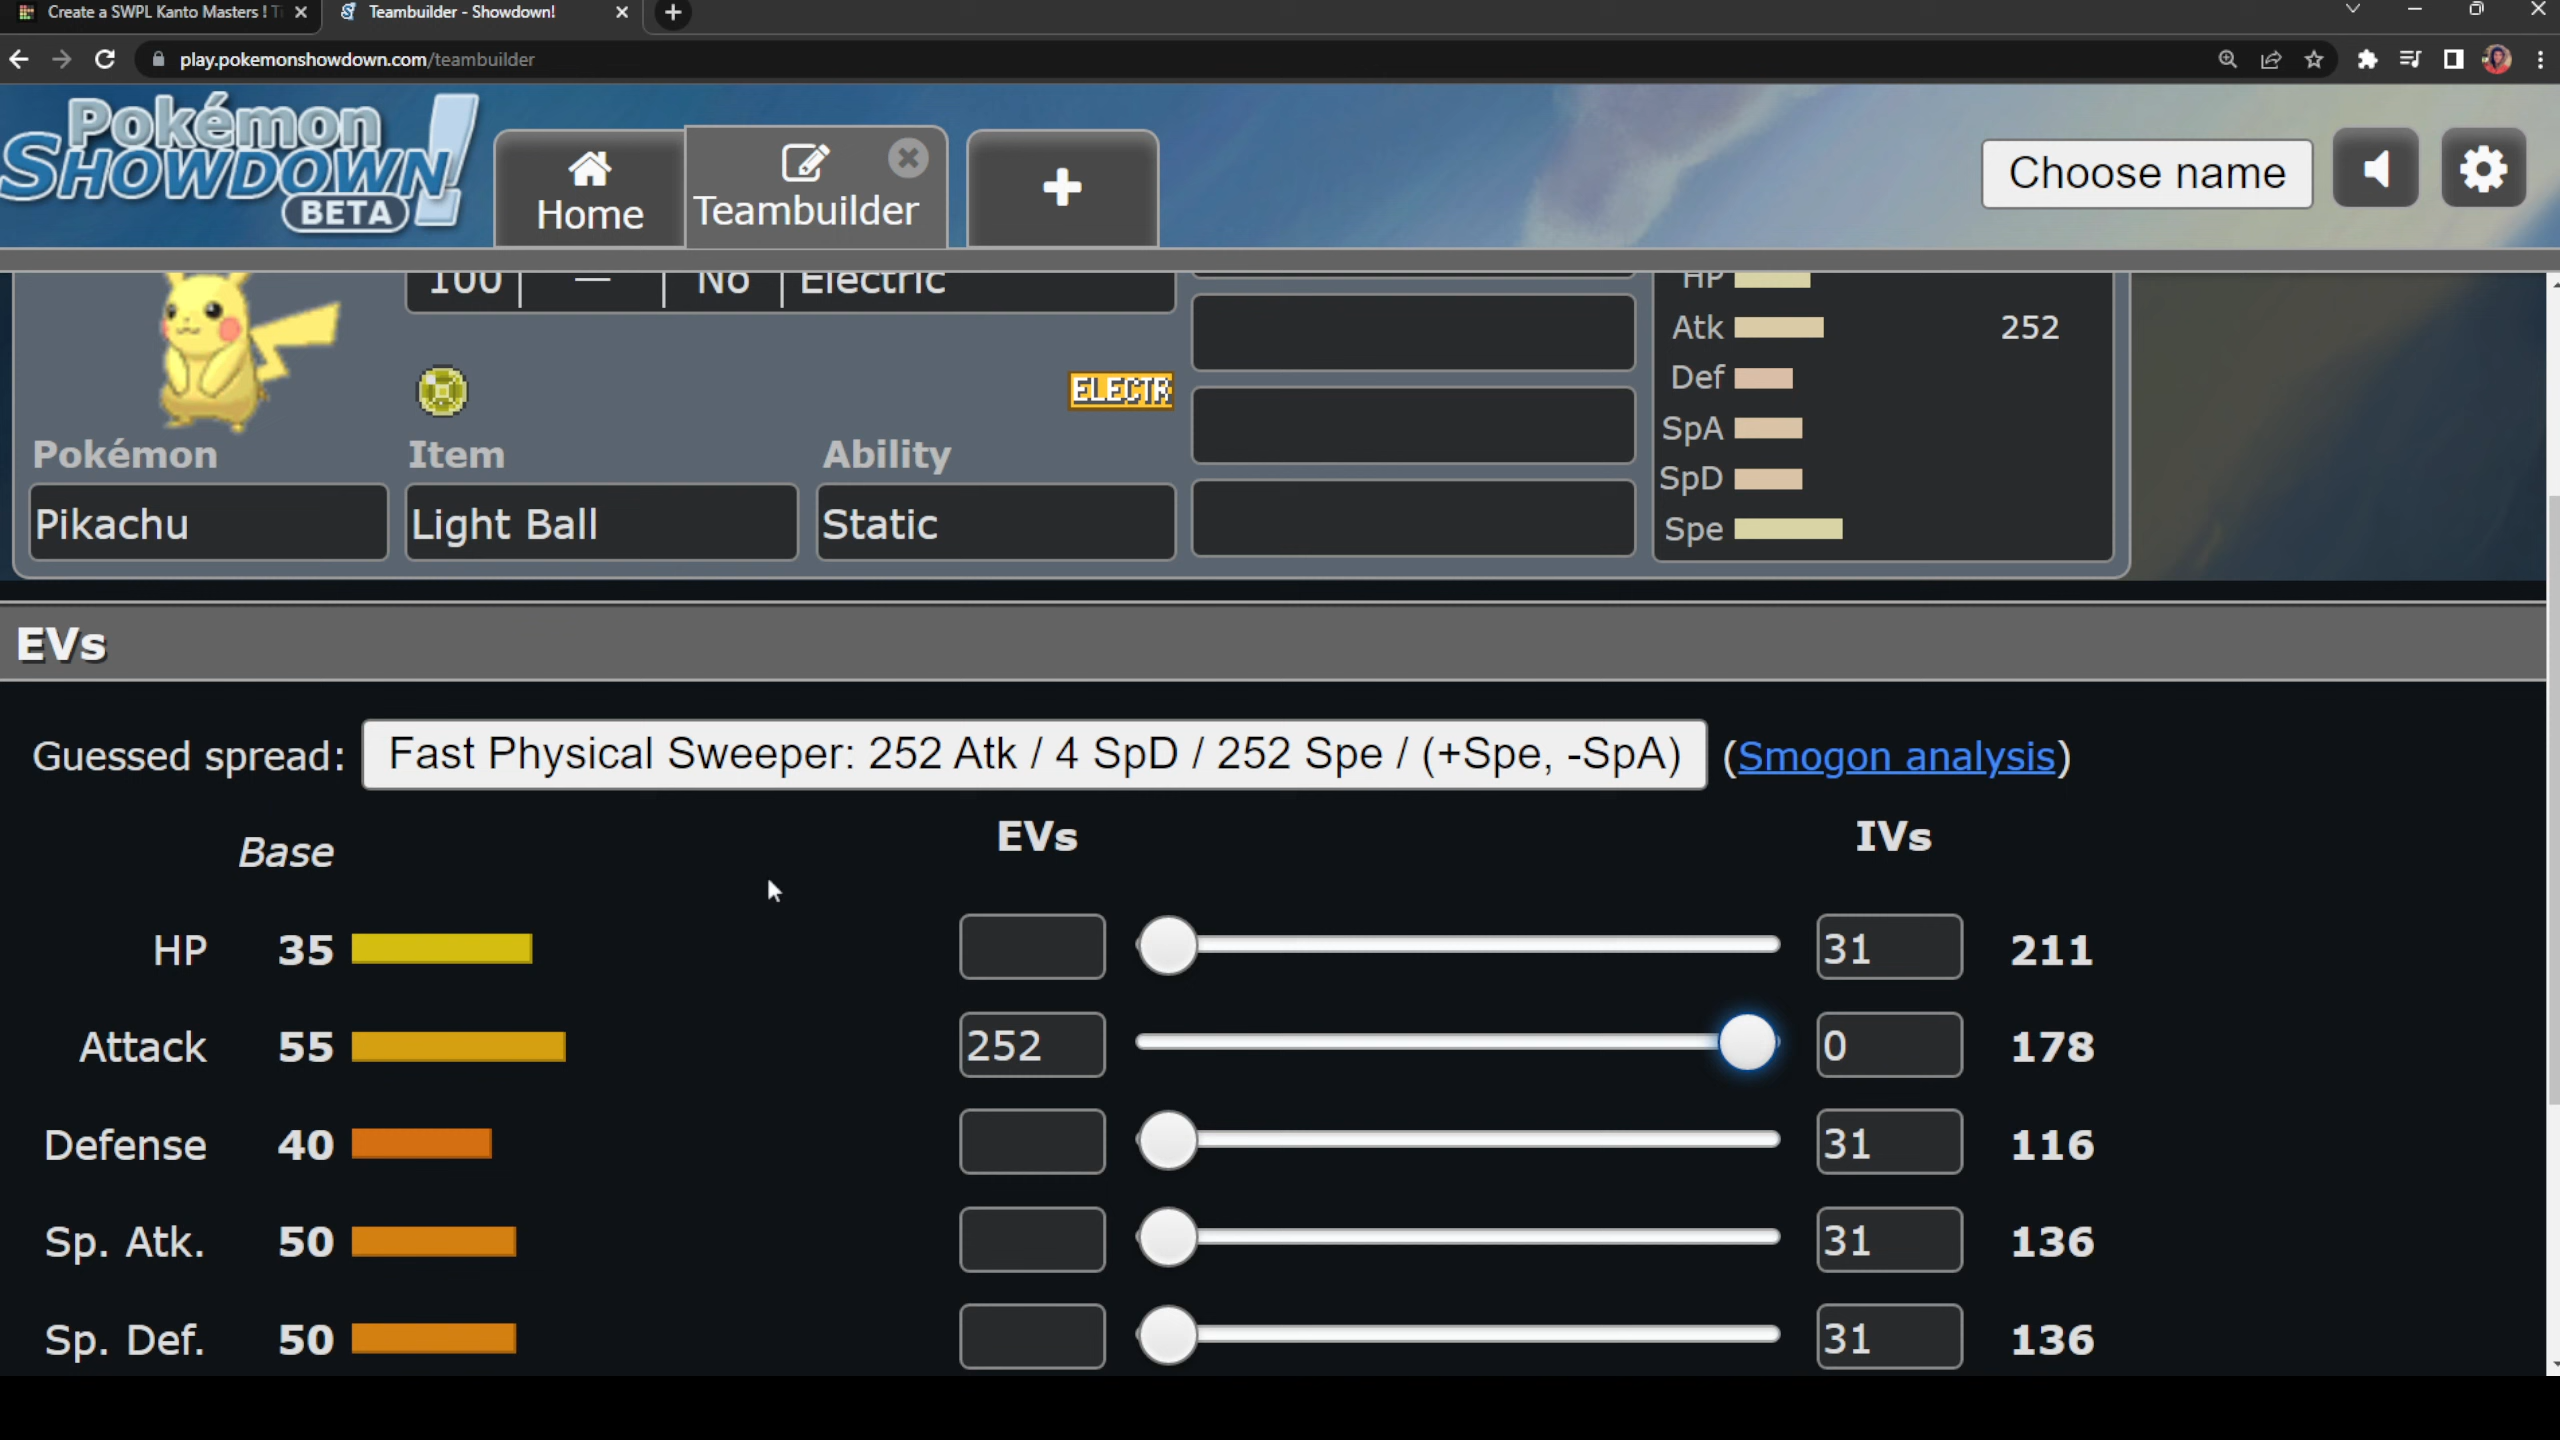 Create a SWPL Kanto Masters ! Ti
Teambuilder - Showdown!
play.pokemonshowdown.com/teambuilder
Pokémon
SHOWDOWN!
BETA
Home
Teambuilder
Choose name
100 — No Electric
HP
Atk 252
Def
SpA
SpD
Spe
ELECTR
Pokémon Item Ability
Pikachu Light Ball Static
EVs
Guessed spread: Fast Physical Sweeper: 252 Atk / 4 SpD / 252 Spe / (+Spe, -SpA) (Smogon analysis)
Base EVs IVs
HP 35 31 211
Attack 55 252 0 178
Defense 40 31 116
Sp. Atk. 50 31 136
Sp. Def. 50 31 136